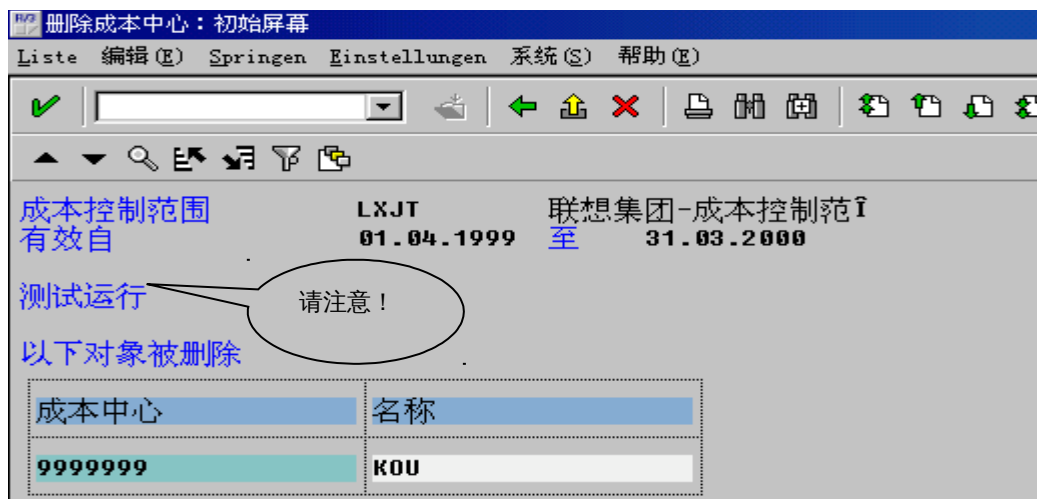 删除成本中心：初始屏幕
Liste 编辑(E) Springen Einstellungen 系统(S) 帮助(E)
成本控制范围 LXJT 联想集团-成本控制范Î
有效自 01.04.1999 至 31.03.2000
测试运行
请注意！
以下对象被删除
成本中心 名称
9999999 KOU